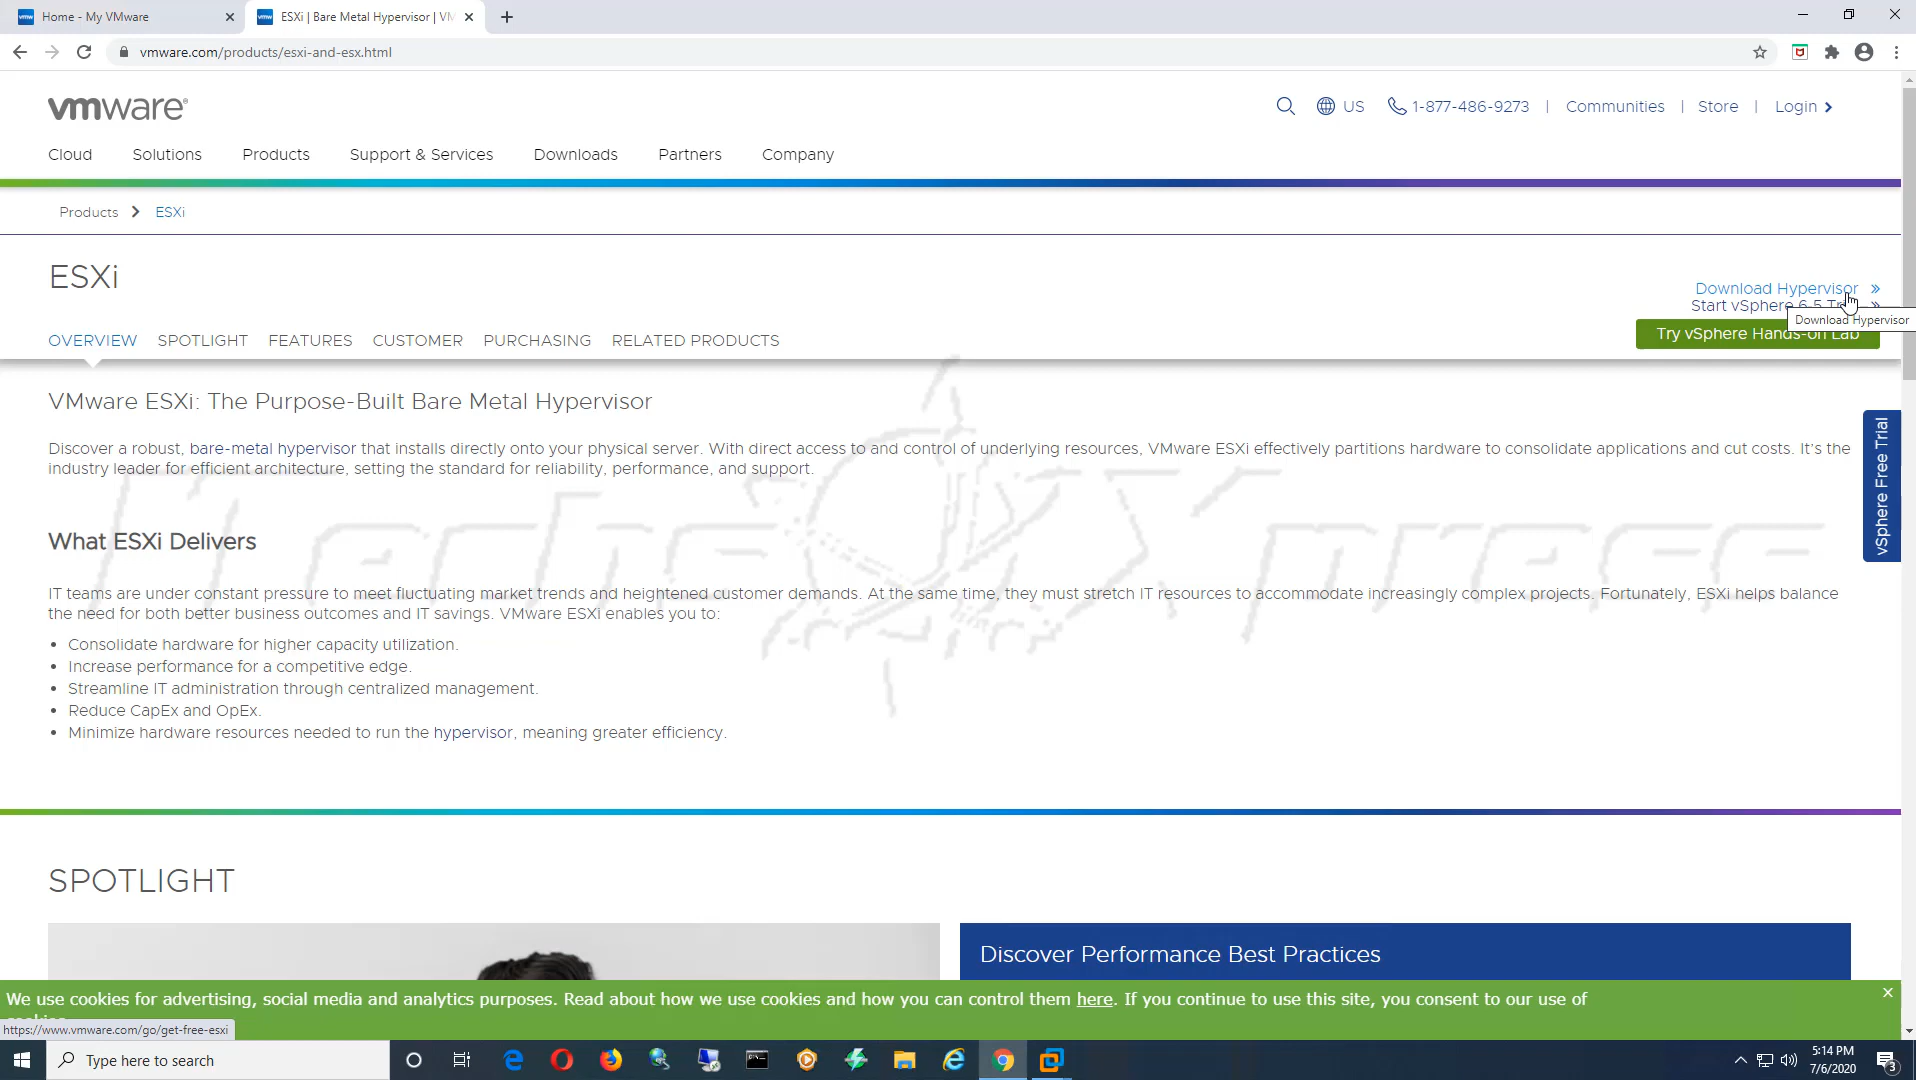 Home - My VMware
ESXi | Bare Metal Hypervisor | VM
vmware.com/products/esxi-and-esx.html
vmware®
US
1-877-486-9273 | Communities | Store | Login
Cloud Solutions Products Support & Services Downloads Partners Company
Products ESXi
ESXi
Download Hypervisor »
Start vSphere 6.5 Tr »
Download Hypervisor
Try vSphere Hands-on Lab
OVERVIEW SPOTLIGHT FEATURES CUSTOMER PURCHASING RELATED PRODUCTS
VMware ESXi: The Purpose-Built Bare Metal Hypervisor
Discover a robust, bare-metal hypervisor that installs directly onto your physical server. With direct access to and control of underlying resources, VMware ESXi effectively partitions hardware to consolidate applications and cut costs. It's the
industry leader for efficient architecture, setting the standard for reliability, performance, and support.
vSphere Free Trial
iTeche Xpress
What ESXi Delivers
IT teams are under constant pressure to meet fluctuating market trends and heightened customer demands. At the same time, they must stretch IT resources to accommodate increasingly complex projects. Fortunately, ESXi helps balance
the need for both better business outcomes and IT savings. VMware ESXi enables you to:
• Consolidate hardware for higher capacity utilization.
• Increase performance for a competitive edge.
• Streamline IT administration through centralized management.
• Reduce CapEx and OpEx.
• Minimize hardware resources needed to run the hypervisor, meaning greater efficiency.
SPOTLIGHT
Discover Performance Best Practices
We use cookies for advertising, social media and analytics purposes. Read about how we use cookies and how you can control them here. If you continue to use this site, you consent to our use of
https://www.vmware.com/go/get-free-esxi
Type here to search
5:14 PM
7/6/2020
3